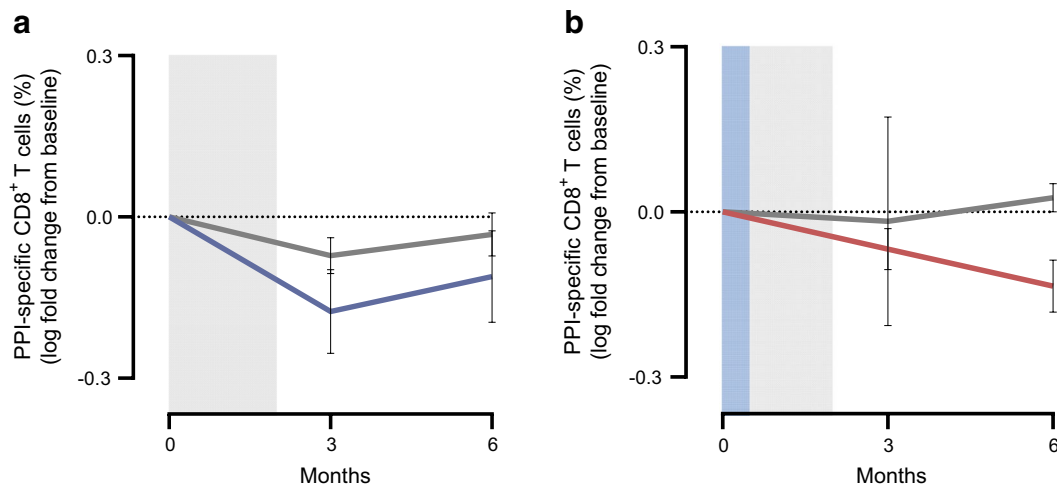 a
PPI-specific CD8+ T cells (%)
(log fold change from baseline)
0.3
0.0
-0.3
0
3
6
Months
b
PPI-specific CD8+ T cells (%)
(log fold change from baseline)
0.3
0.0
-0.3
0
3
6
Months